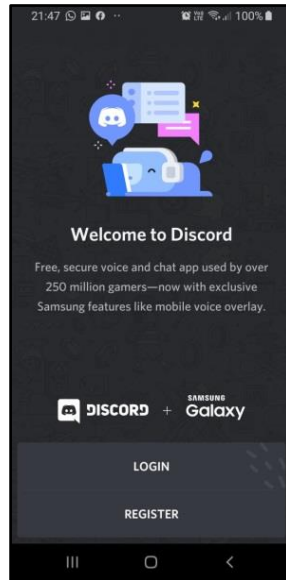 21:47 100%
Welcome to Discord
Free, secure voice and chat app used by over
250 million gamers—now with exclusive
Samsung features like mobile voice overlay.
DISCORD + SAMSUNG Galaxy
LOGIN
REGISTER